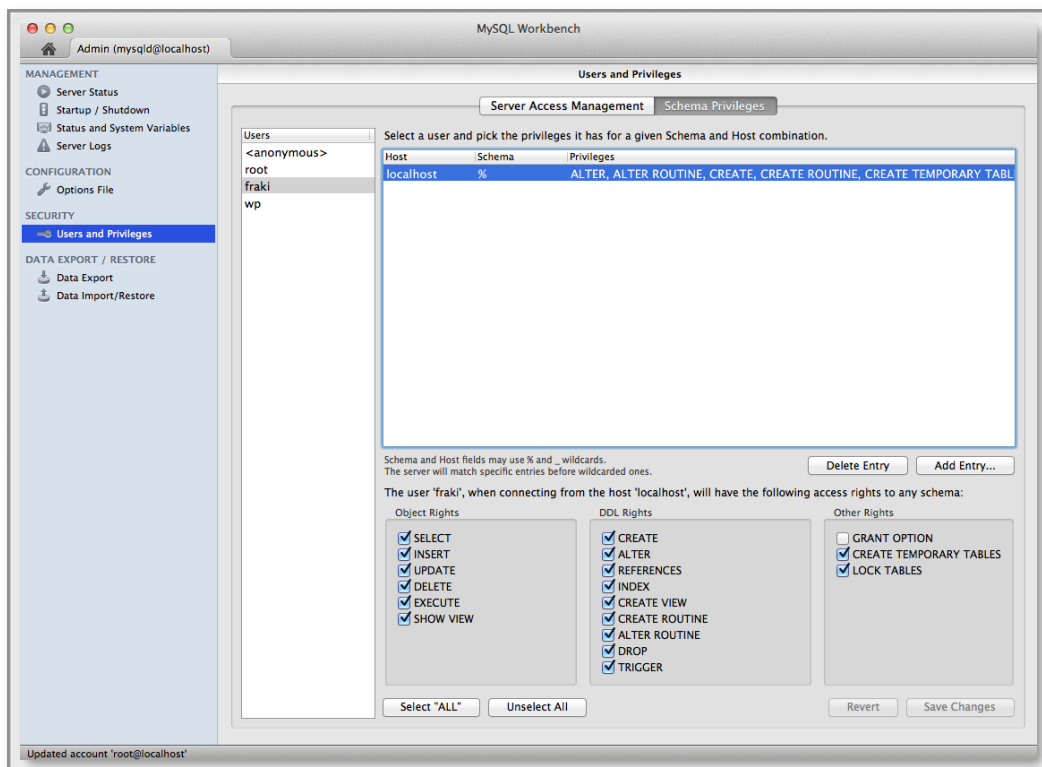 MySQL Workbench
Admin (mysqld@localhost)
MANAGEMENT
Server Status
Startup / Shutdown
Status and System Variables
Server Logs
CONFIGURATION
Options File
SECURITY
Users and Privileges
DATA EXPORT / RESTORE
Data Export
Data Import/Restore
Users and Privileges
Server Access Management Schema Privileges
Users
<anonymous>
root
fraki
wp
Select a user and pick the privileges it has for a given Schema and Host combination.
Host Schema Privileges
localhost % ALTER, ALTER ROUTINE, CREATE, CREATE ROUTINE, CREATE TEMPORARY TABL
Schema and Host fields may use % and _ wildcards.
The server will match specific entries before wildcarded ones.
Delete Entry Add Entry...
The user 'fraki', when connecting from the host 'localhost', will have the following access rights to any schema:
Object Rights
SELECT
INSERT
UPDATE
DELETE
EXECUTE
SHOW VIEW
DDL Rights
CREATE
ALTER
REFERENCES
INDEX
CREATE VIEW
CREATE ROUTINE
ALTER ROUTINE
DROP
TRIGGER
Other Rights
GRANT OPTION
CREATE TEMPORARY TABLES
LOCK TABLES
Select "ALL" Unselect All Revert Save Changes
Updated account 'root@localhost'